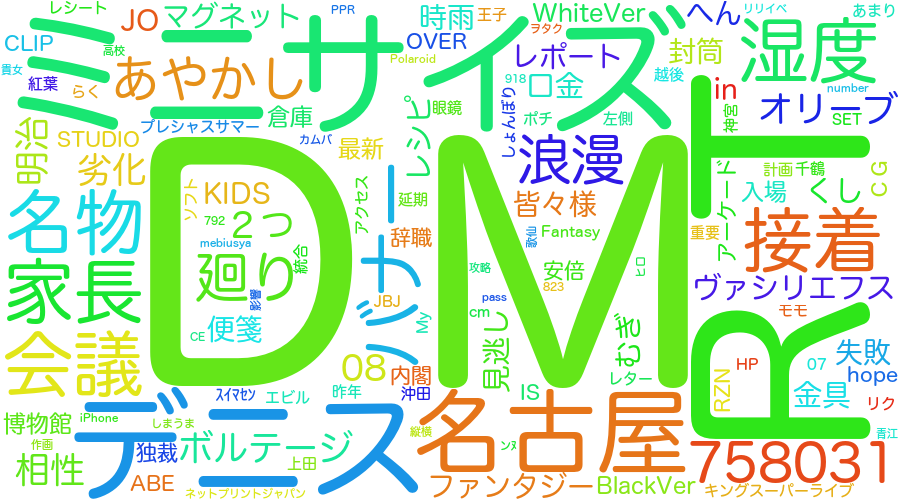 レシート
JO
マグネット
PPR
時雨
王子
WhiteVer
へん
リリイベ
あまり
CLIP
高校
ミニーサイズ
OVER
ヲタク
レポート
封筒
湿度
貴女
紅葉
らく
あやかし
Polaroid
918
口金
越後
in
オリーブ
number
明治
STUDIO
プレシャスサマー
倉庫
カムバ
レシピ
眼鏡
しょんぼり
ポチ
左側
神宮
SET
劣化
最新
浪漫
計画
千鶴
CG
名物
ソフト
KIDS
アクセス
延期
皆々様
アーケード
入場
くし
792
2っ
DMM
TR
バナー
辞職
歌仙
Fantasy
重要
接着
mebiusya
統合
家長
廻り
攻略
安倍
ヒロ
ヴァシリエフス
影響
JBJ
pass
823
CE
便箋
My
cm
見逃し
むぎ
モモ
会議
08
内閣
IS
レター
RZN
HP
07
失敗
hope
金具
デニス
ｽｲﾏｾﾝ
エビル
昨年
沖田
名古屋
リク
博物館
iPhone
しまうま
作画
独裁
ボルテージ
縦横
ンヌ
758031
青江
相性
ABE
上田
ファンタジー
BlackVer
ネットプリントジャパン
キングスーパーライブ